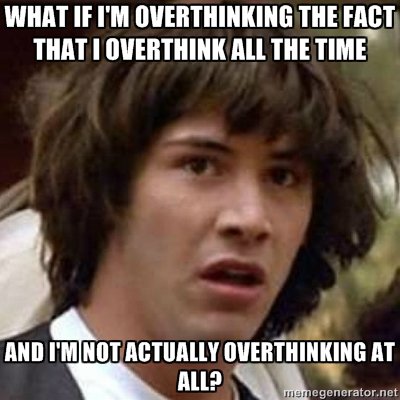 WHAT IF I'M OVERTHINKING THE FACT
THAT I OVERTHINK ALL THE TIME
AND I'M NOT ACTUALLY OVERTHINKING AT
ALL?
memegenerator.net